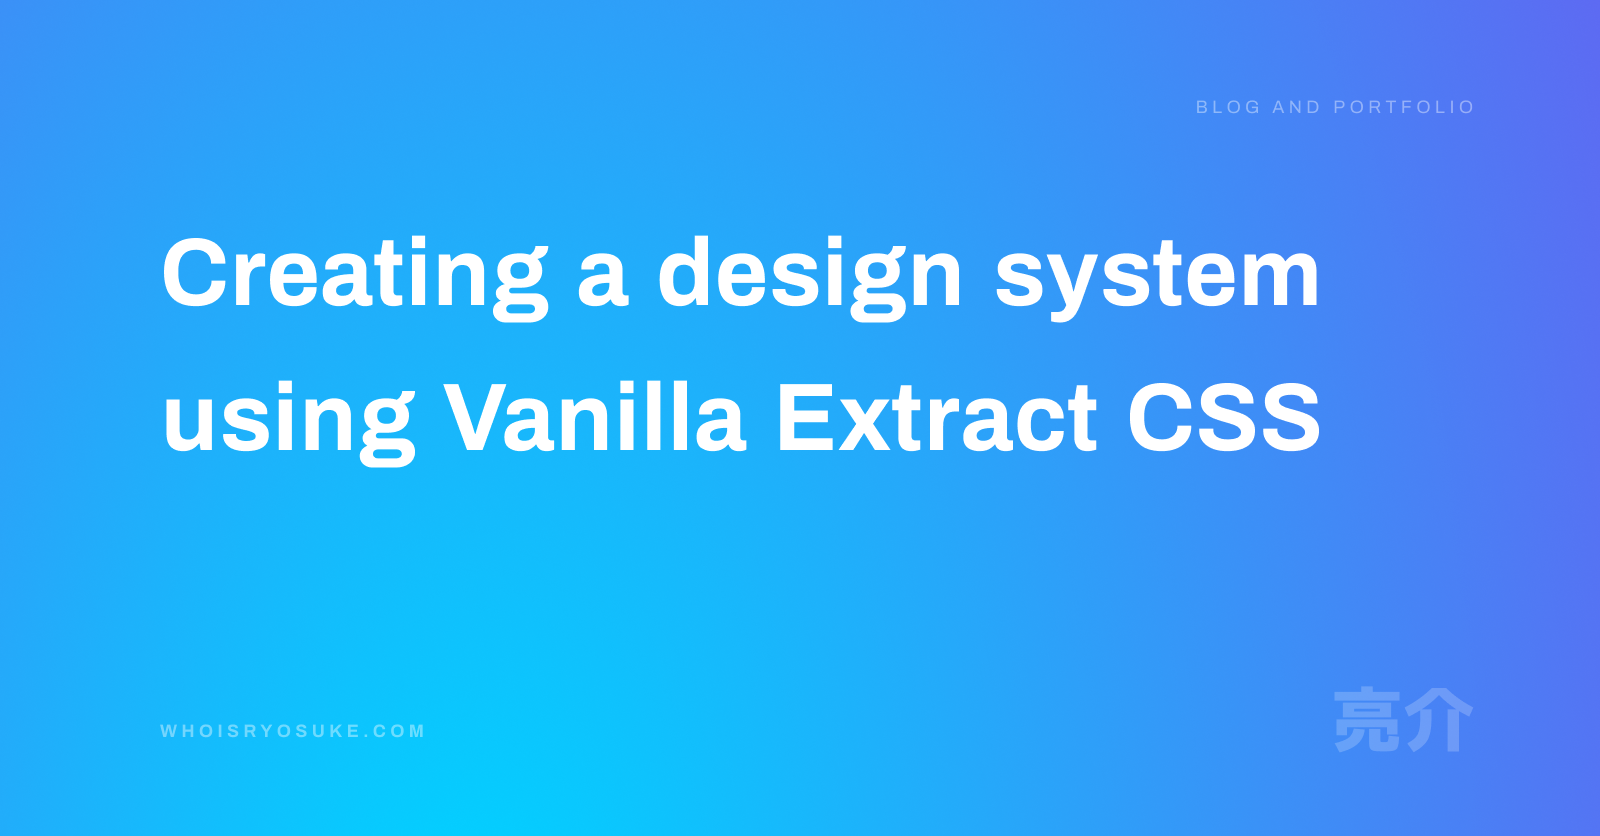 BLOG AND PORTFOLIO
Creating a design system
using Vanilla Extract CSS
WHOISRYOSUKE.COM
亮介